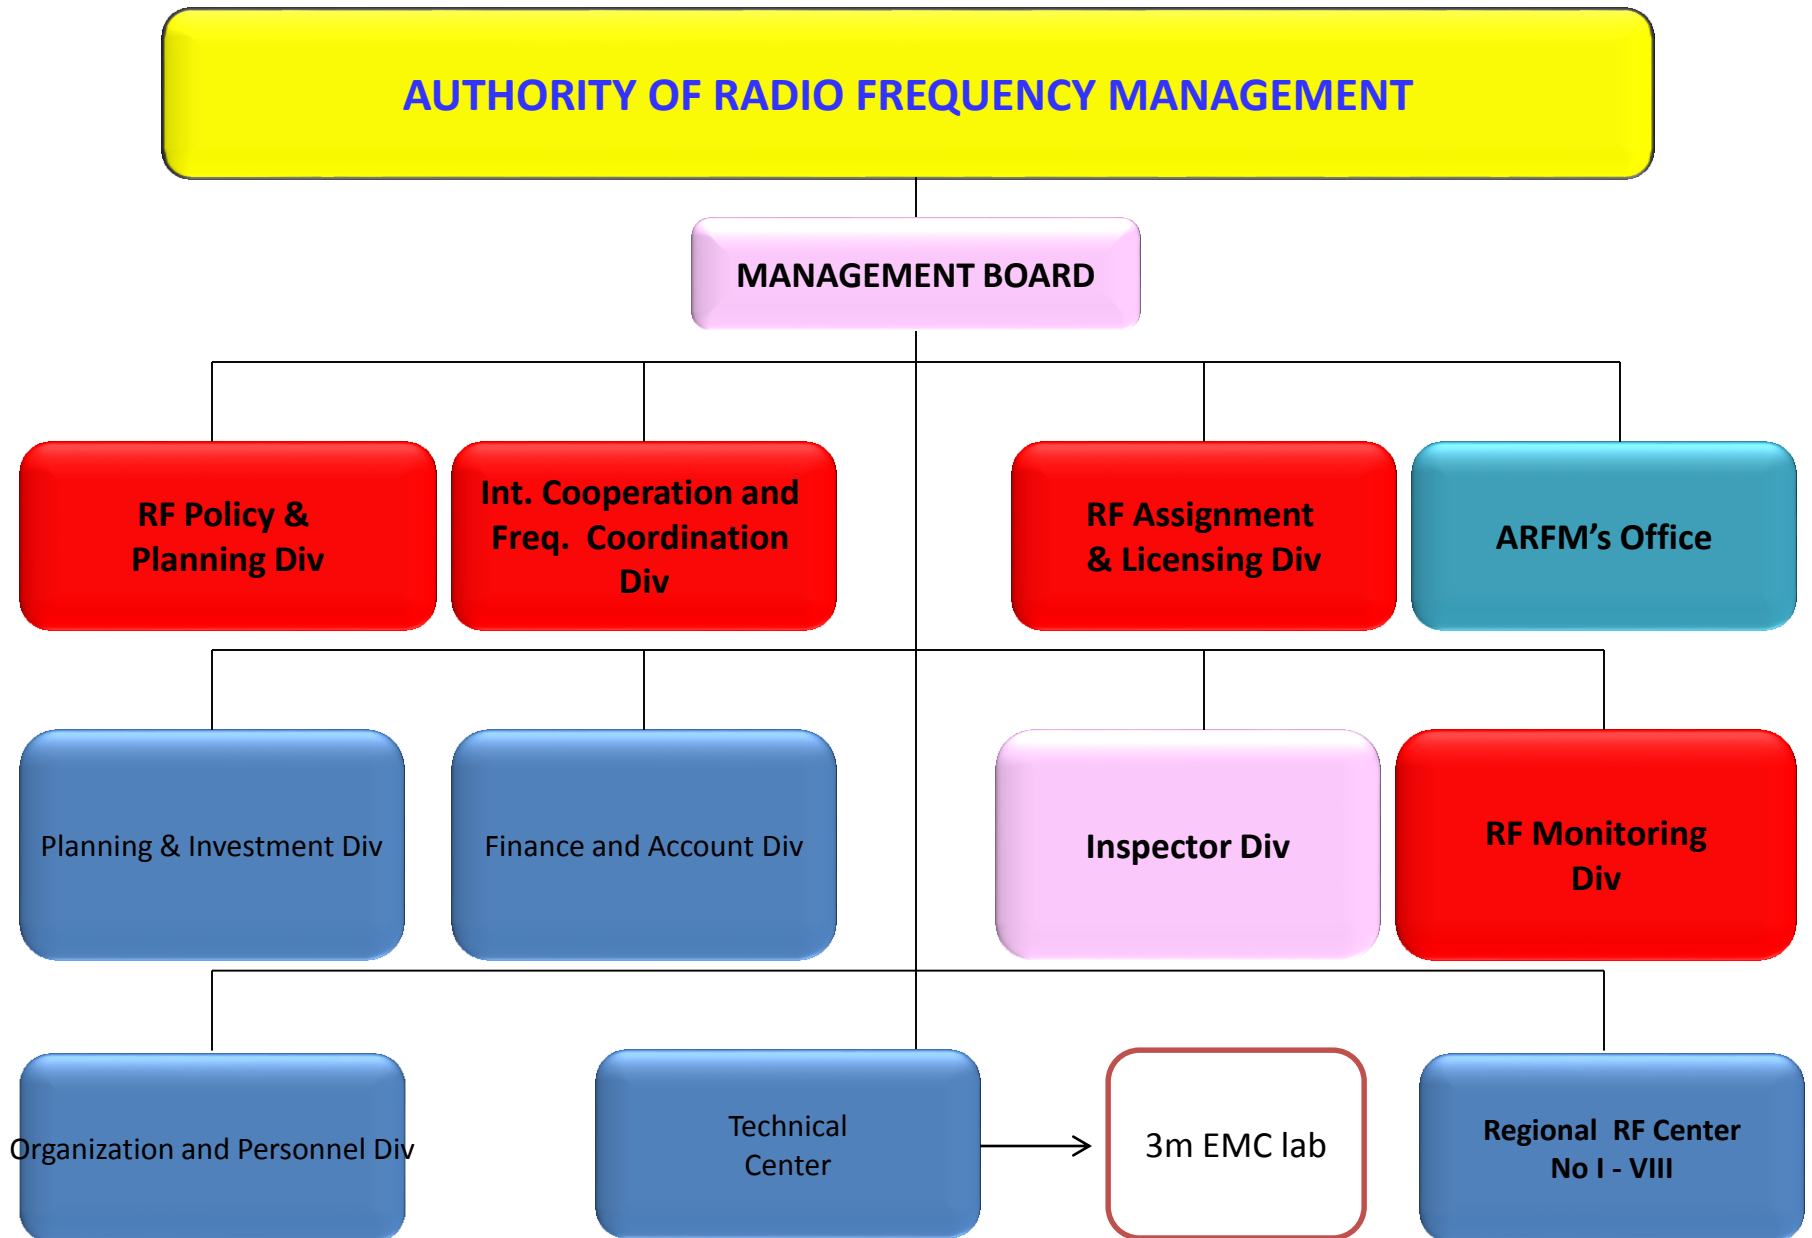 AUTHORITY OF RADIO FREQUENCY MANAGEMENT
MANAGEMENT BOARD
RF Policy &
Planning Div
Int. Cooperation and
Freq. Coordination
Div
RF Assignment
& Licensing Div
ARFM’s Office
Planning & Investment Div
Finance and Account Div
Inspector Div
RF Monitoring
Div
Organization and Personnel Div
Technical
Center
3m EMC lab
Regional RF Center
No I - VIII